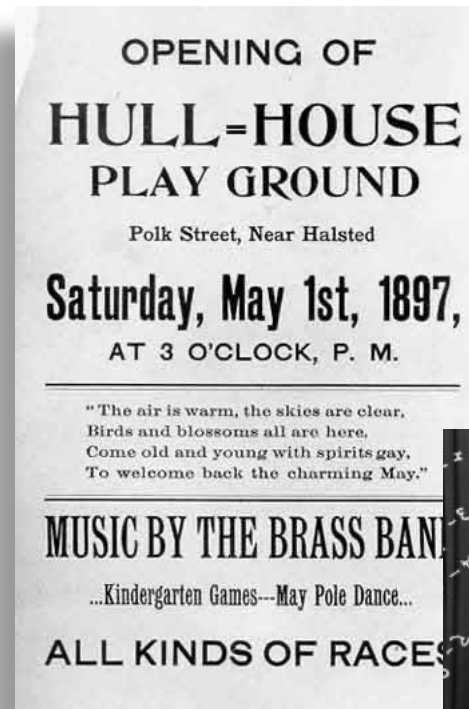 OPENING OF
HULL=HOUSE
PLAY GROUND
Polk Street, Near Halsted
Saturday, May 1st, 1897,
AT 3 O'CLOCK, P. M.
"The air is warm, the skies are clear,
Birds and blossoms all are here,
Come old and young with spirits gay,
To welcome back the charming May."
MUSIC BY THE BRASS BAN
...Kindergarten Games---May Pole Dance...
ALL KINDS OF RACES